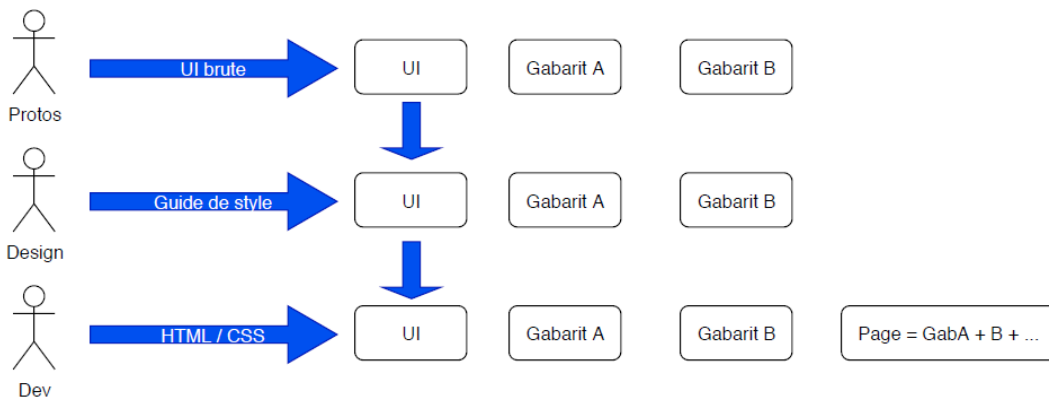 UI brute
UI
Gabarit A
Gabarit B
Protos
Guide de style
UI
Gabarit A
Gabarit B
Design
HTML / CSS
UI
Gabarit A
Gabarit B
Page = GabA + B + ...
Dev